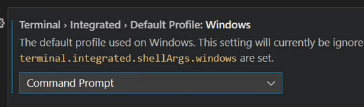 Terminal › Integrated › Default Profile: Windows
The default profile used on Windows. This setting will currently be ignore
terminal.integrated.shellArgs.windows are set.
Command Prompt